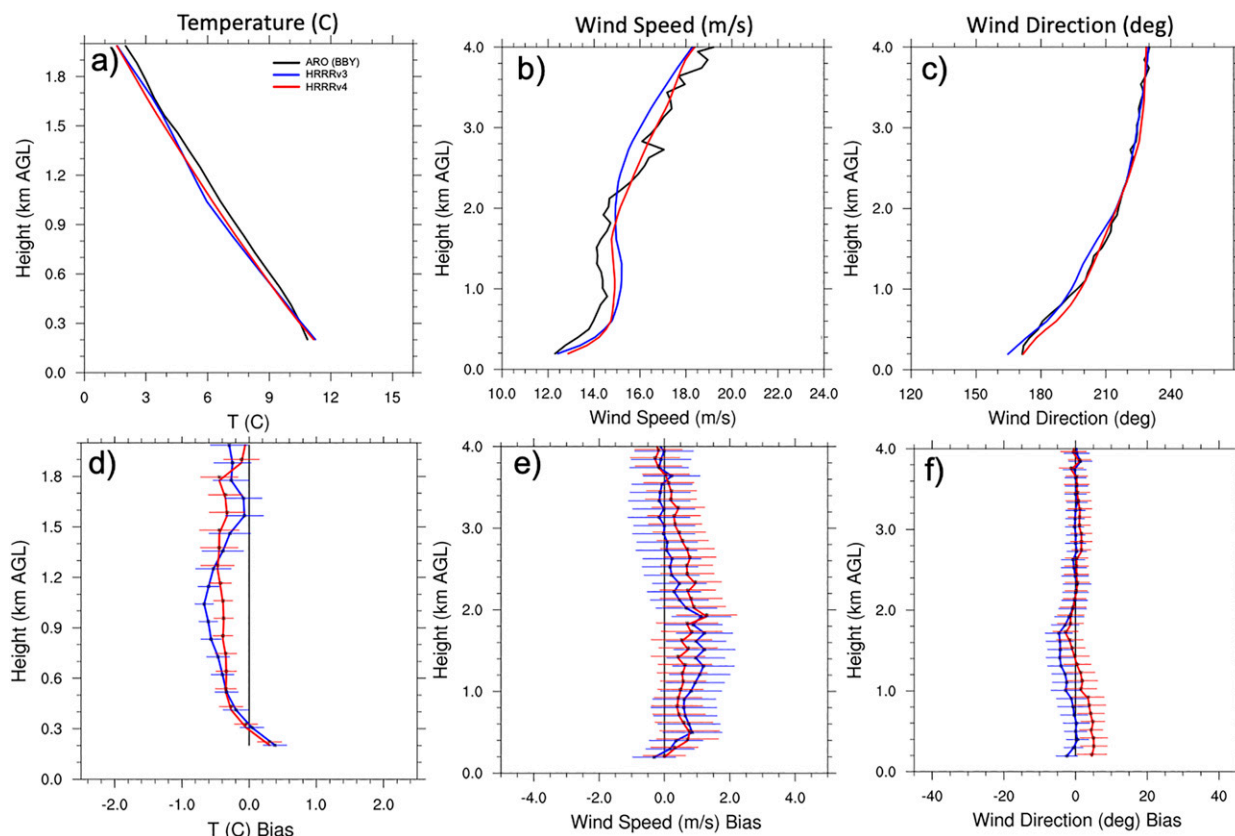 Temperature (C)
Wind Speed (m/s)
Wind Direction (deg)
a)
ARO (BBY)
HRRRv3
HRRRv4
Height (km AGL)
1.8
1.5
1.2
0.9
0.6
0.3
0.0
0 3 6 9 12 15
T (C)
b)
Height (km AGL)
4.0
3.0
2.0
1.0
0.0
10.0 12.0 14.0 16.0 18.0 20.0 22.0 24.0
Wind Speed (m/s)
c)
Height (km AGL)
4.0
3.0
2.0
1.0
0.0
120 150 180 210 240
Wind Direction (deg)
d)
Height (km AGL)
1.8
1.5
1.2
0.9
0.6
0.3
0.0
-2.0 -1.0 0.0 1.0 2.0
T (C) Bias
e)
Height (km AGL)
4.0
3.0
2.0
1.0
0.0
-4.0 -2.0 0.0 2.0 4.0
Wind Speed (m/s) Bias
f)
Height (km AGL)
4.0
3.0
2.0
1.0
0.0
-40 -20 0 20 40
Wind Direction (deg) Bias